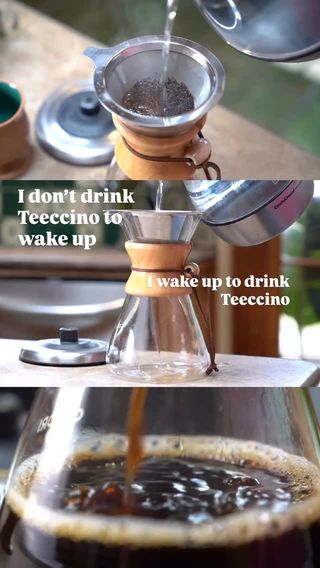 I don't drink
Teeccino to
wake up
I wake up to drink
Teeccino